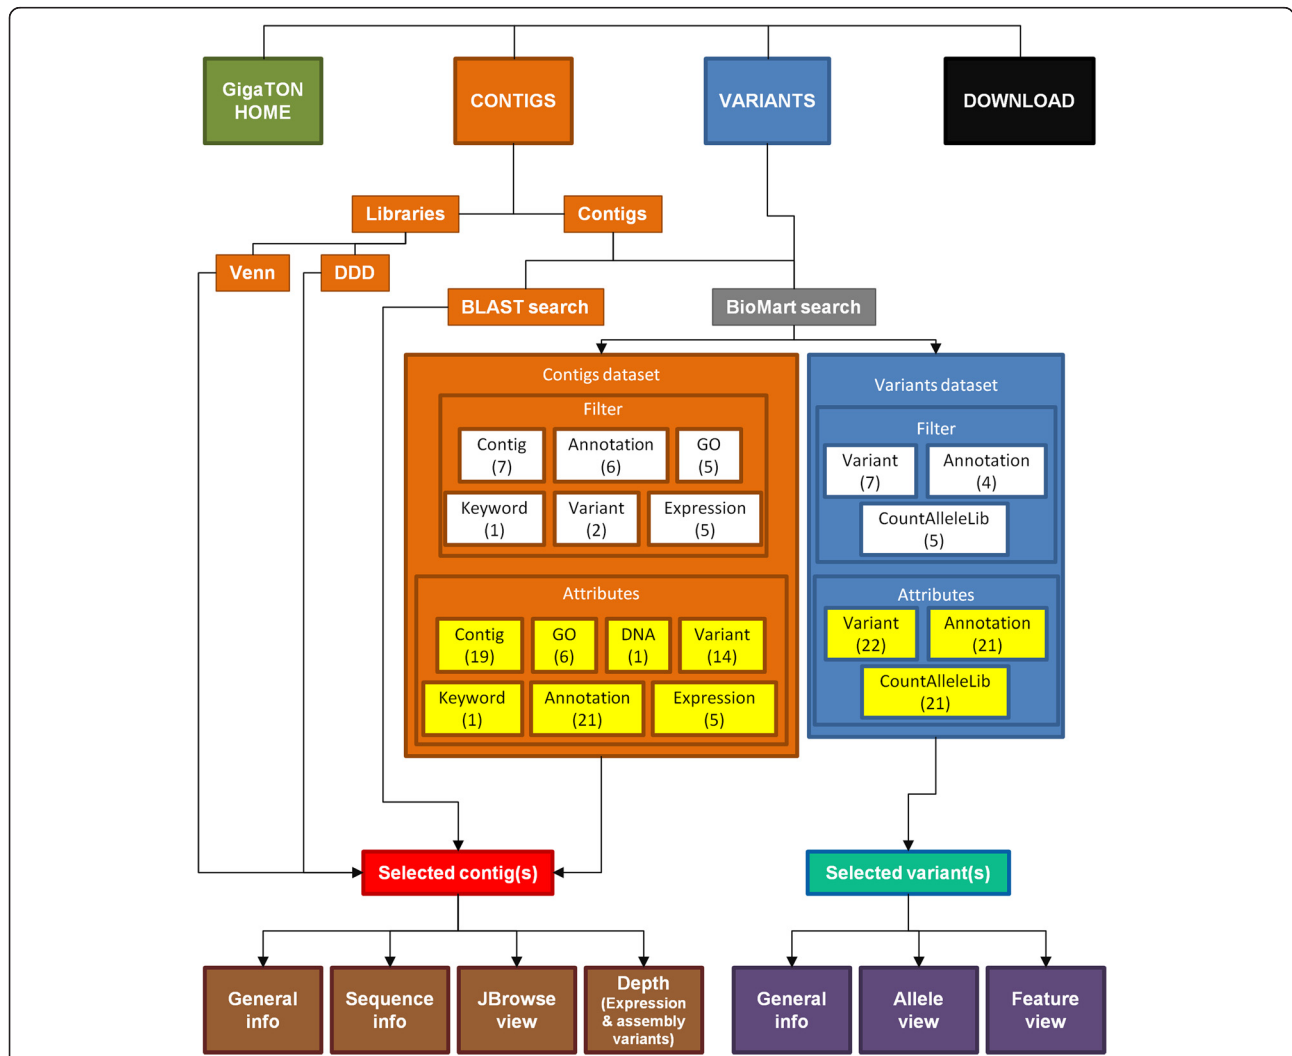 GigaTON
HOME
CONTIGS
VARIANTS
DOWNLOAD
Libraries
Contigs
Venn
DDD
BLAST search
BioMart search
Contigs dataset
Filter
Contig
(7)
Annotation
(6)
GO
(5)
Keyword
(1)
Variant
(2)
Expression
(5)
Attributes
Contig
(19)
GO
(6)
DNA
(1)
Variant
(14)
Keyword
(1)
Annotation
(21)
Expression
(5)
Variants dataset
Filter
Variant
(7)
Annotation
(4)
CountAlleleLib
(5)
Attributes
Variant
(22)
Annotation
(21)
CountAlleleLib
(21)
Selected contig(s)
Selected variant(s)
General
info
Sequence
info
JBrowse
view
Depth
(Expression
& assembly
variants)
General
info
Allele
view
Feature
view